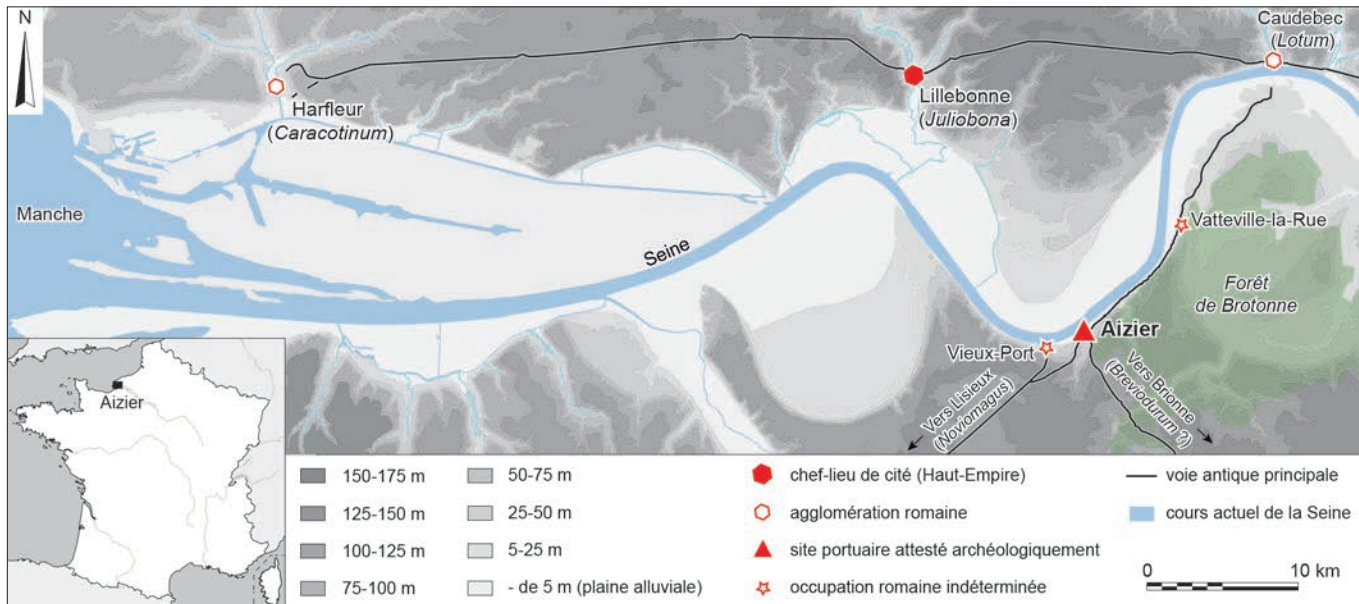 N
Caudebec
(Lotum)
Harfleur
(Caracotinum)
Lillebonne
(Juliobona)
Manche
Seine
Vatteville-la-Rue
Forêt
de Brotonne
Aizier
Vieux-Port
Vers Lisieux
(Noviomagus)
Vers Brionne
(Breviodurum ?)
Aizier
150-175 m
125-150 m
100-125 m
75-100 m
50-75 m
25-50 m
5-25 m
- de 5 m (plaine alluviale)
chef-lieu de cité (Haut-Empire)
agglomération romaine
site portuaire attesté archéologiquement
occupation romaine indéterminée
voie antique principale
cours actuel de la Seine
0 10 km